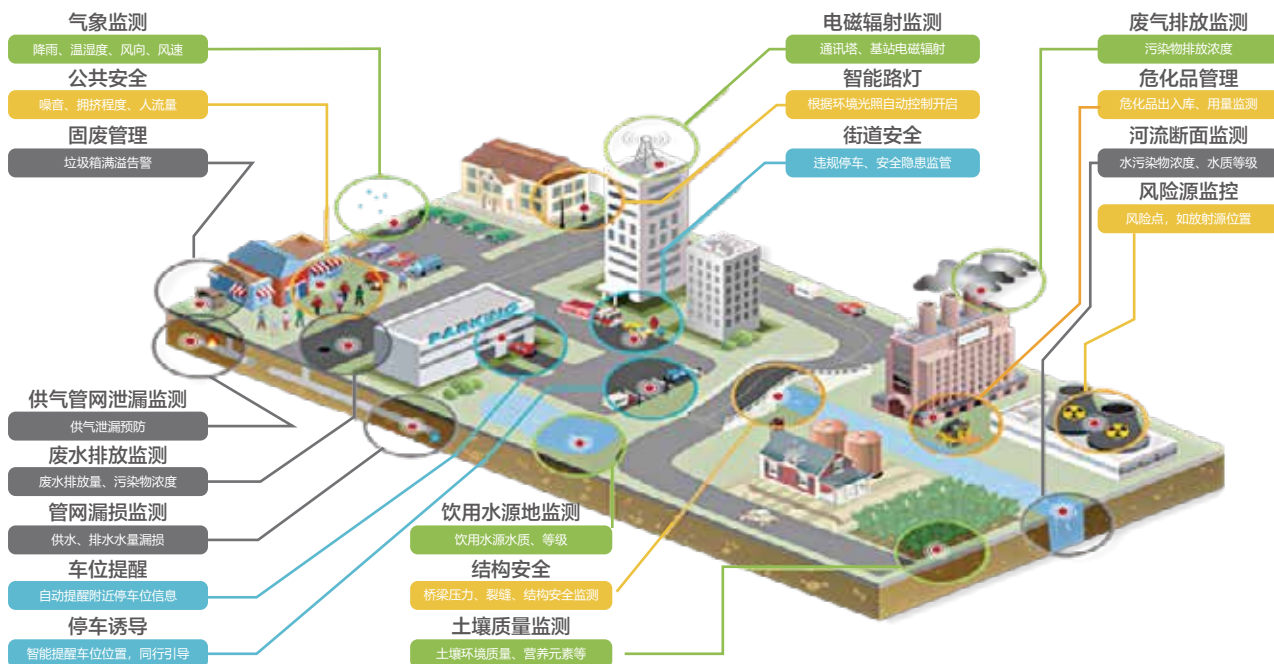 气象监测
降雨、温湿度、风向、风速
公共安全
噪音、拥挤程度、人流量
固废管理
垃圾箱满溢告警
电磁辐射监测
通讯塔、基站电磁辐射
智能路灯
根据环境光照自动控制开启
街道安全
违规停车、安全隐患监管
废气排放监测
污染物排放浓度
危化品管理
危化品出入库、用量监测
河流断面监测
水污染物浓度、水质等级
风险源监控
风险点，如放射源位置
PARKING
供气管网泄漏监测
供气泄漏预防
废水排放监测
废水排放量、污染物浓度
管网漏损监测
供水、排水水量漏损
车位提醒
自动提醒附近停车位信息
停车诱导
智能提醒车位位置，同行引导
饮用水源地监测
饮用水源水质、等级
结构安全
桥梁压力、裂缝、结构安全监测
土壤质量监测
土壤环境质量、营养元素等